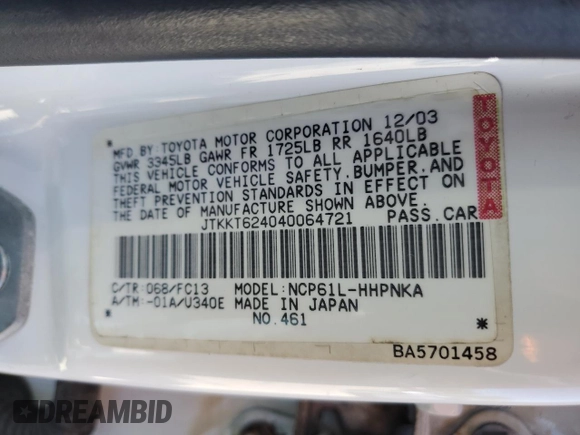 MFD.BY:TOYOTA MOTOR CORPORATION 12/03
GVWR 3345LB GAWR FR 1725LB RR 1640LB
THIS VEHICLE CONFORMS TO ALL APPLICABLE
FEDERAL MOTOR VEHICLE SAFETY,BUMPER,AND
THEFT PREVENTION STANDARDS IN EFFECT ON
THE DATE OF MANUFACTURE SHOWN ABOVE.
JTKKT624040064721 PASS.CAR
TOYOTA
C/TR:068/FC13 MODEL:NCP61L-HHPNKA
A/TM:-01A/U340E MADE IN JAPAN
NO.461
*
BA5701458
DREAMBID